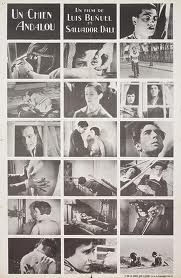 UN CHIEN
ANDALOU
UN FILM DE
LUIS BUÑUEL
ET
SALVADOR DALI